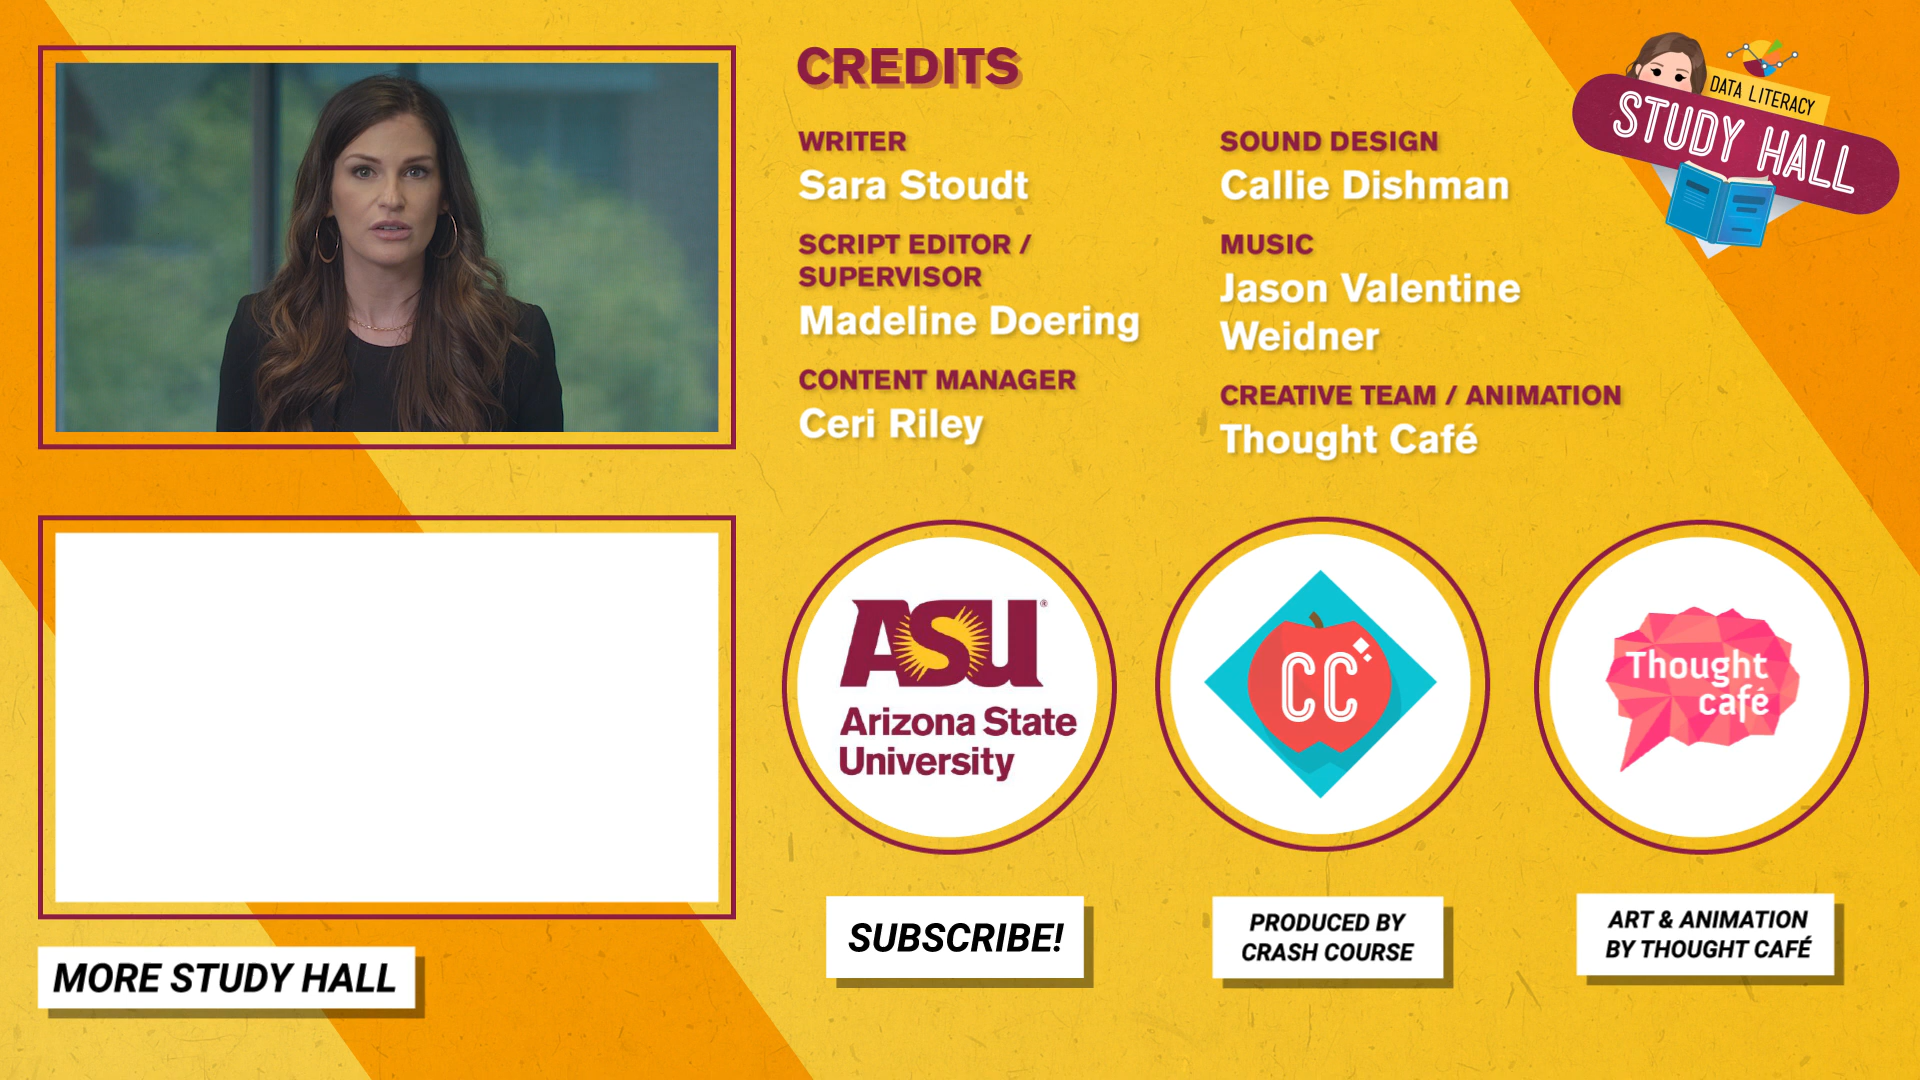 CREDITS
WRITER
Sara Stoudt
SCRIPT EDITOR /
SUPERVISOR
Madeline Doering
CONTENT MANAGER
Ceri Riley
SOUND DESIGN
Callie Dishman
MUSIC
Jason Valentine
Weidner
CREATIVE TEAM / ANIMATION
Thought Café
DATA LITERACY
STUDY HALL
ASU®
Arizona State
University
CC
Thought
café
SUBSCRIBE!
PRODUCED BY
CRASH COURSE
ART & ANIMATION
BY THOUGHT CAFÉ
MORE STUDY HALL